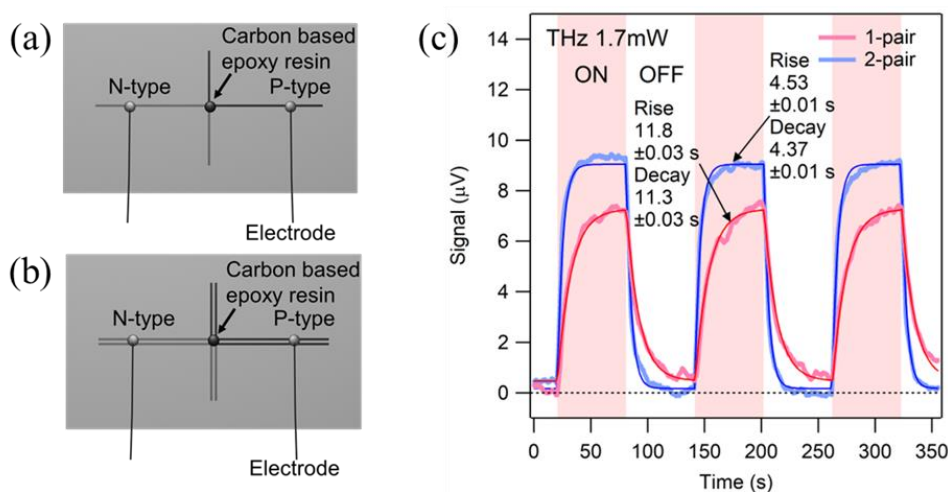 (a)
Carbon based
epoxy resin
N-type
P-type
Electrode
(b)
Carbon based
epoxy resin
N-type
P-type
Electrode
(c)
THz 1.7mW
1-pair
2-pair
ON
OFF
Rise
11.8
±0.03 s
Decay
11.3
±0.03 s
Rise
4.53
±0.01 s
Decay
4.37
±0.01 s
Signal (μV)
14
12
10
8
6
4
2
0
0
50
100
150
200
250
300
350
Time (s)